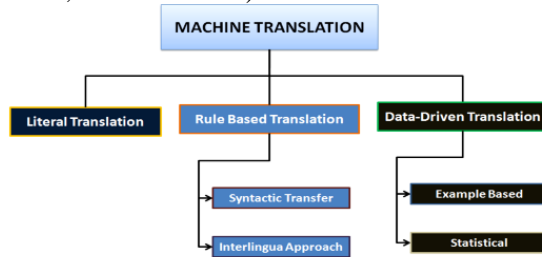 MACHINE TRANSLATION
Literal Translation
Rule Based Translation
Data-Driven Translation
Syntactic Transfer
Example Based
Interlingua Approach
Statistical